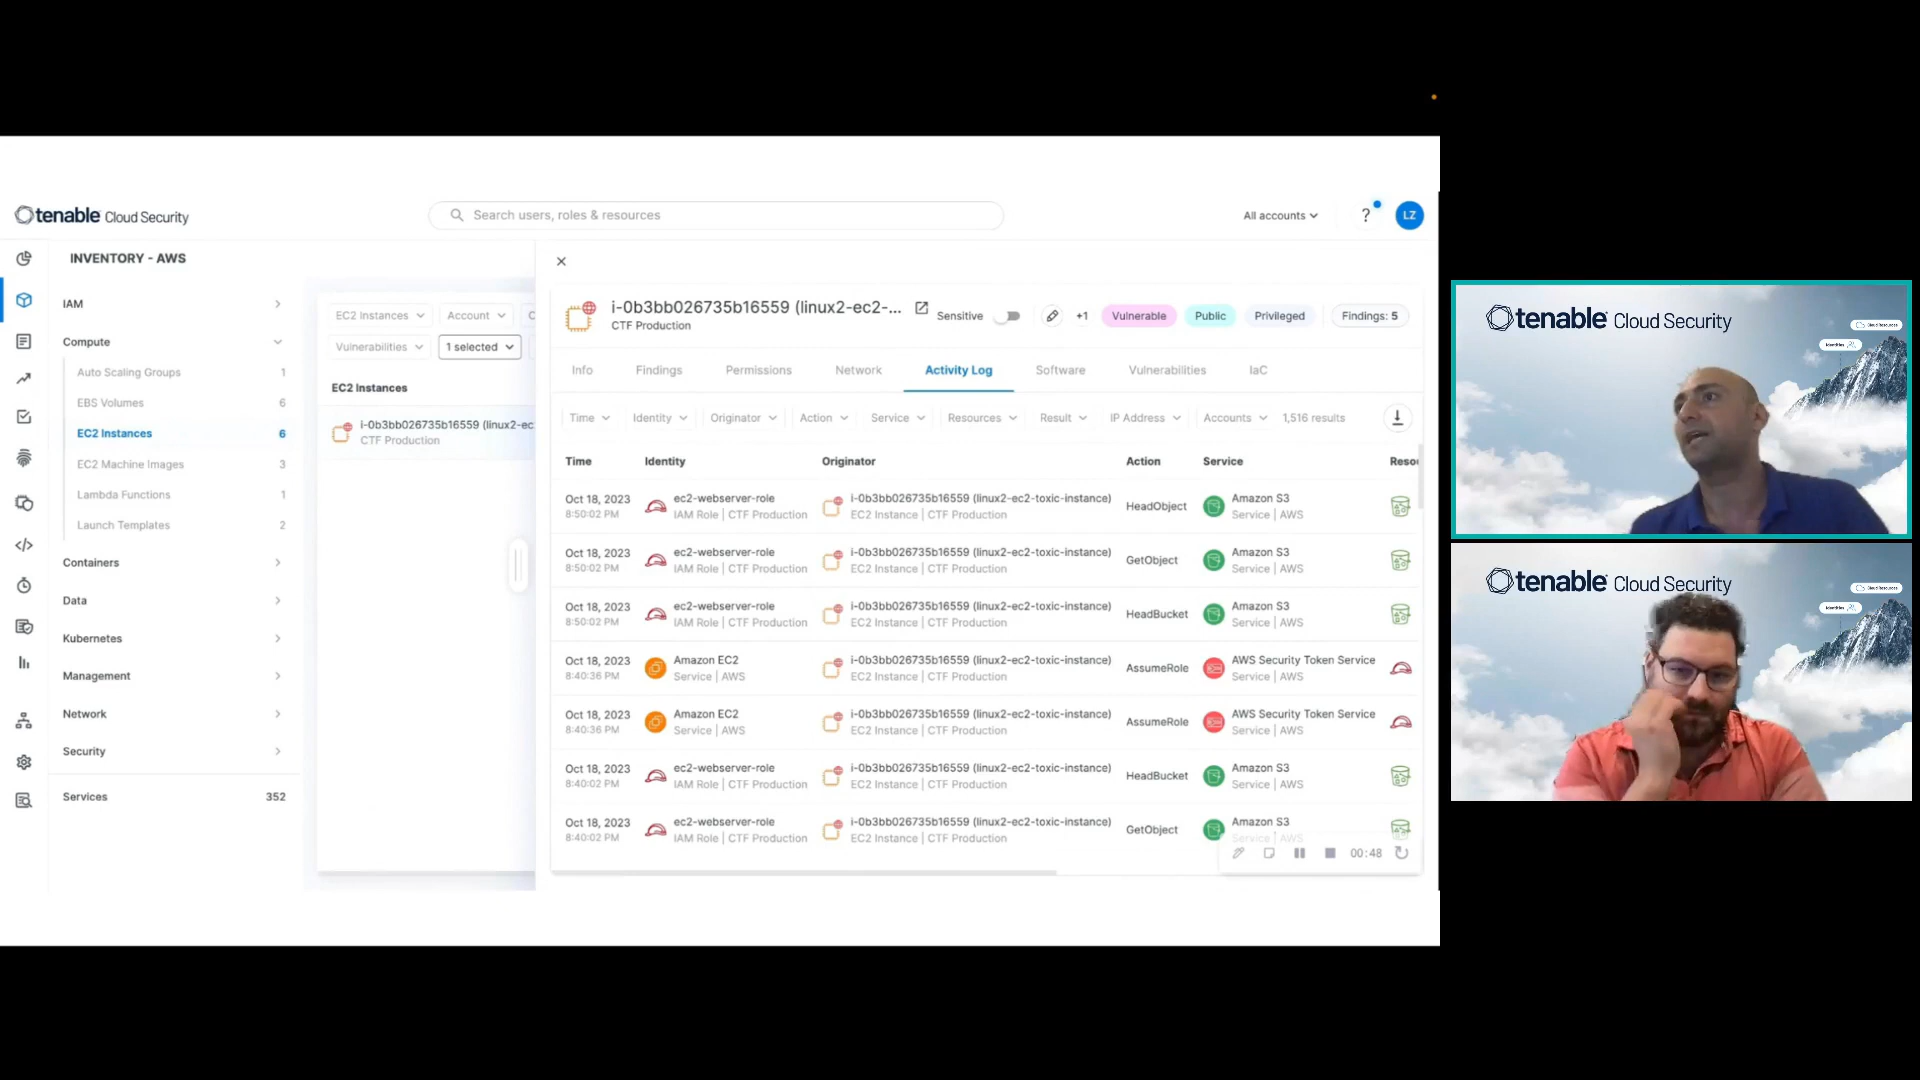 tenable Cloud Security
Search users, roles & resources
All accounts
?
LZ
INVENTORY - AWS
IAM
Compute
Auto Scaling Groups 1
EBS Volumes 6
EC2 Instances 6
EC2 Machine Images 3
Lambda Functions 1
Launch Templates 2
Containers
Data
Kubernetes
Management
Network
Security
Services 352
EC2 Instances Account C
Vulnerabilities 1 selected
EC2 Instances
i-0b3bb026735b16559 (linux2-ec
CTF Production
i-0b3bb026735b16559 (linux2-ec2-...
CTF Production
Sensitive +1 Vulnerable Public Privileged Findings: 5
Info Findings Permissions Network Activity Log Software Vulnerabilities IaC
Time Identity Originator Action Service Resources Result IP Address Accounts 1,516 results
Time Identity Originator Action Service Resou
Oct 18, 2023 ec2-webserver-role i-0b3bb026735b16559 (linux2-ec2-toxic-instance) HeadObject Amazon S3
8:50:02 PM IAM Role | CTF Production EC2 Instance | CTF Production Service | AWS
Oct 18, 2023 ec2-webserver-role i-0b3bb026735b16559 (linux2-ec2-toxic-instance) GetObject Amazon S3
8:50:02 PM IAM Role | CTF Production EC2 Instance | CTF Production Service | AWS
Oct 18, 2023 ec2-webserver-role i-0b3bb026735b16559 (linux2-ec2-toxic-instance) HeadBucket Amazon S3
8:50:02 PM IAM Role | CTF Production EC2 Instance | CTF Production Service | AWS
Oct 18, 2023 Amazon EC2 i-0b3bb026735b16559 (linux2-ec2-toxic-instance) AssumeRole AWS Security Token Service
8:40:36 PM Service | AWS EC2 Instance | CTF Production Service | AWS
Oct 18, 2023 Amazon EC2 i-0b3bb026735b16559 (linux2-ec2-toxic-instance) AssumeRole AWS Security Token Service
8:40:36 PM Service | AWS EC2 Instance | CTF Production Service | AWS
Oct 18, 2023 ec2-webserver-role i-0b3bb026735b16559 (linux2-ec2-toxic-instance) HeadBucket Amazon S3
8:40:02 PM IAM Role | CTF Production EC2 Instance | CTF Production Service | AWS
Oct 18, 2023 ec2-webserver-role i-0b3bb026735b16559 (linux2-ec2-toxic-instance) GetObject Amazon S3
8:40:02 PM IAM Role | CTF Production EC2 Instance | CTF Production Service | AWS
00:48
tenable Cloud Security
Cloud Resources
Identities
tenable Cloud Security
Cloud Resources
Identities